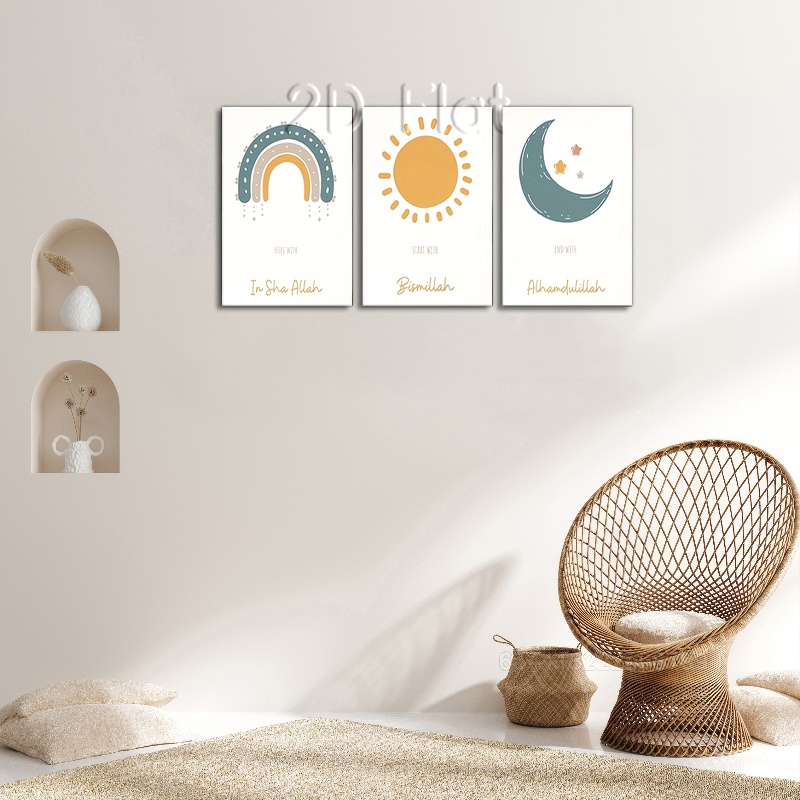 2D Flat
HOPE WITH
In Sha Allah
START WITH
Bismillah
END WITH
Alhamdulillah